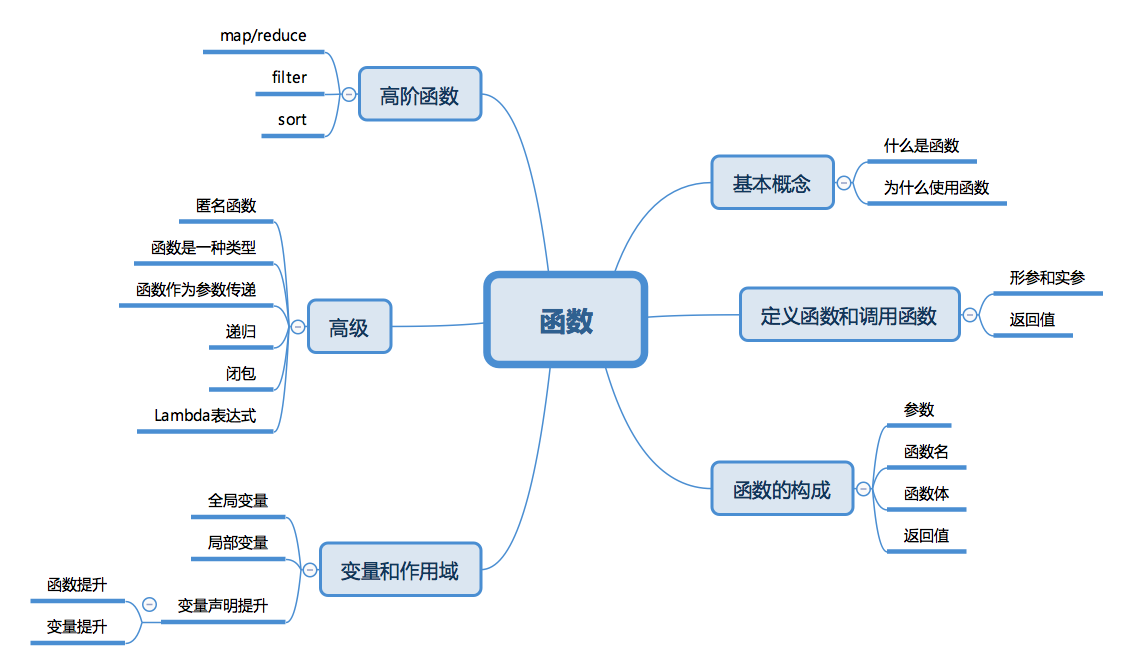 函数
基本概念
什么是函数
为什么使用函数
定义函数和调用函数
形参和实参
返回值
函数的构成
参数
函数名
函数体
返回值
变量和作用域
全局变量
局部变量
变量声明提升
函数提升
变量提升
高级
匿名函数
函数是一种类型
函数作为参数传递
递归
闭包
Lambda表达式
高阶函数
map/reduce
filter
sort